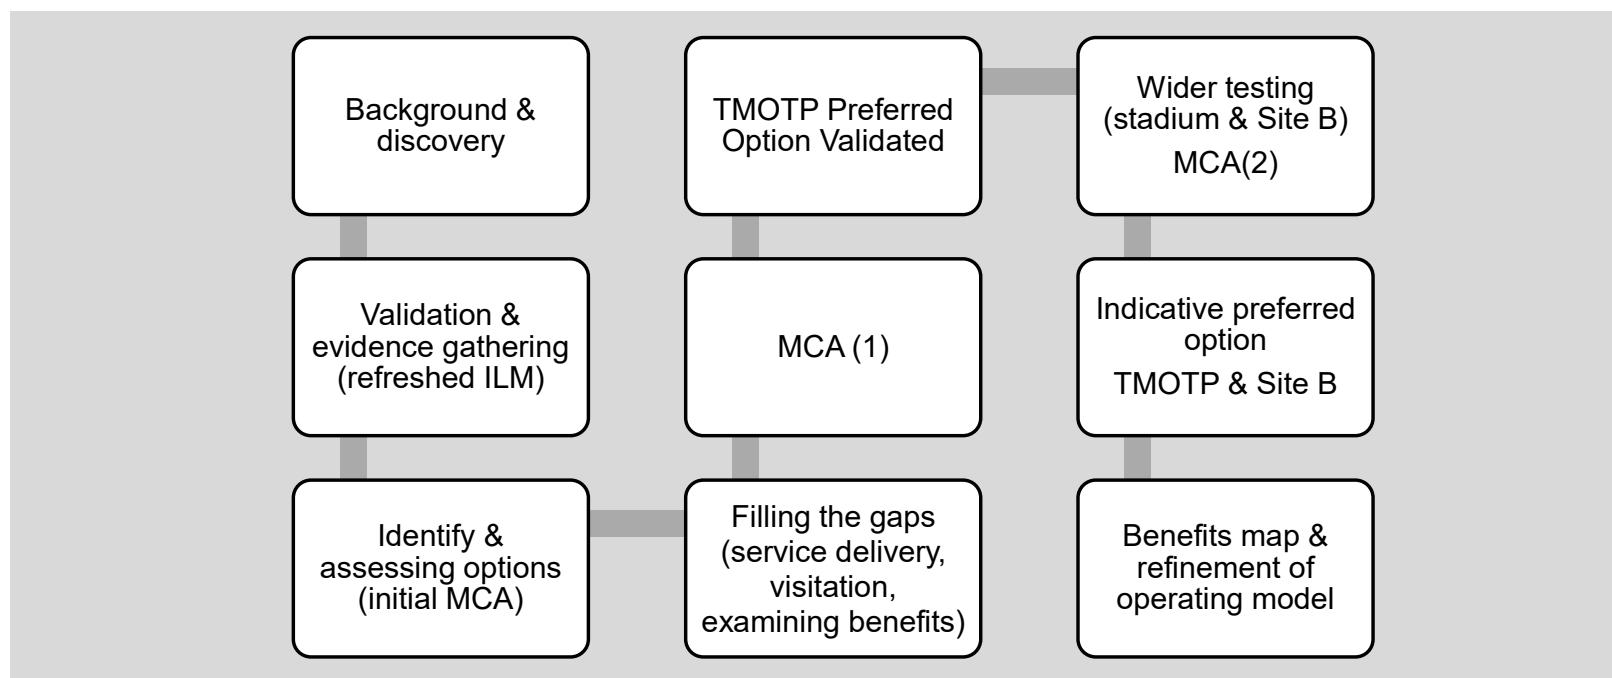 Background &
discovery
Validation &
evidence gathering
(refreshed ILM)
Identify &
assessing options
(initial MCA)
Filling the gaps
(service delivery,
visitation,
examining benefits)
MCA (1)
TMOTP Preferred
Option Validated
Wider testing
(stadium & Site B)
MCA(2)
Indicative preferred
option
TMOTP & Site B
Benefits map &
refinement of
operating model